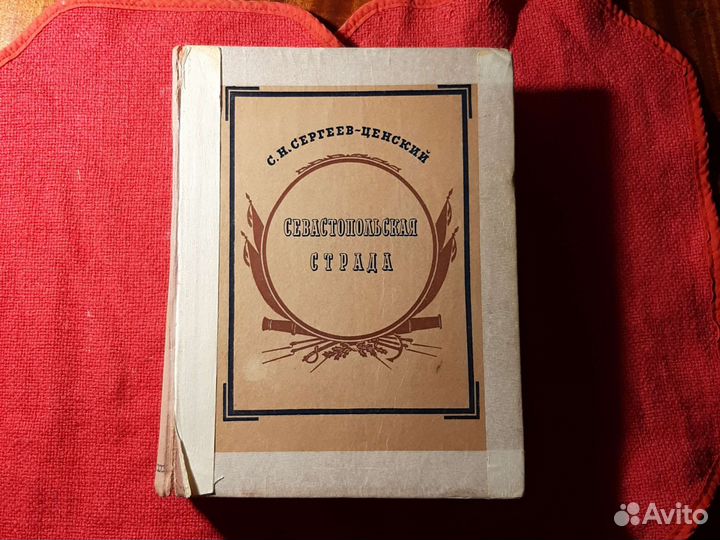 С.Н.СЕРГЕЕВ-ЦЕНСКИЙ
СЕВАСТОПОЛЬСКАЯ
СТРАДА
Avito